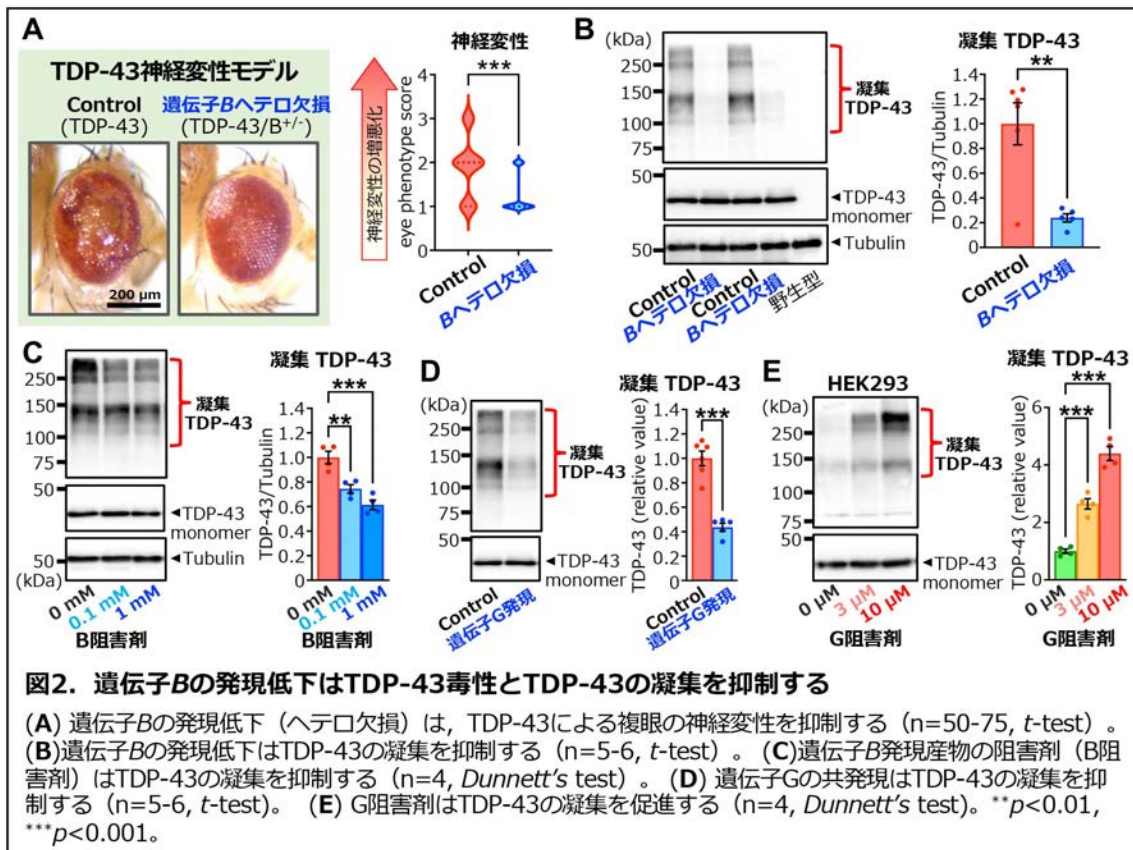 A
TDP-43神経変性モデル
Control
(TDP-43)
遺伝子Bヘテロ欠損
(TDP-43/B+/-)
200 μm
神経変性の増悪化
神経変性
***
eye phenotype score
4
3
2
1
0
Control
Bヘテロ欠損
B
(kDa)
250
150
100
75
50
50
凝集
TDP-43
TDP-43
monomer
Tubulin
Control
Bヘテロ欠損
Control
Bヘテロ欠損
野生型
凝集 TDP-43
**
TDP-43/Tubulin
1.4
1.2
1.0
0.8
0.6
0.4
0.2
0
Control
Bヘテロ欠損
C
250
150
100
75
50
50
(kDa)
凝集
TDP-43
TDP-43
monomer
Tubulin
0 mM
0.1 mM
1 mM
B阻害剤
凝集 TDP-43
***
**
TDP-43/Tubulin
1.4
1.2
1.0
0.8
0.6
0.4
0.2
0
0 mM
0.1 mM
1 mM
B阻害剤
D
(kDa)
250
150
100
75
50
凝集
TDP-43
TDP-43
monomer
Control
遺伝子G発現
凝集 TDP-43
***
TDP-43 (relative value)
1.4
1.2
1.0
0.8
0.6
0.4
0.2
0
Control
遺伝子G発現
E
HEK293
(kDa)
250
150
100
75
50
凝集
TDP-43
TDP-43
monomer
0 μM
3 μM
10 μM
G阻害剤
凝集 TDP-43
***
***
TDP-43 (relative value)
6
4
2
0
0 μM
3 μM
10 μM
G阻害剤
図2. 遺伝子Bの発現低下はTDP-43毒性とTDP-43の凝集を抑制する
(A) 遺伝子Bの発現低下（ヘテロ欠損）は，TDP-43による複眼の神経変性を抑制する（n=50-75, t-test）。
(B)遺伝子Bの発現低下はTDP-43の凝集を抑制する（n=5-6, t-test）。 (C)遺伝子B発現産物の阻害剤（B阻
害剤）はTDP-43の凝集を抑制する（n=4, Dunnett's test）。 (D) 遺伝子Gの共発現はTDP-43の凝集を抑
制する（n=5-6, t-test)。 (E) G阻害剤はTDP-43の凝集を促進する（n=4, Dunnett's test)。**p<0.01,
***p<0.001。